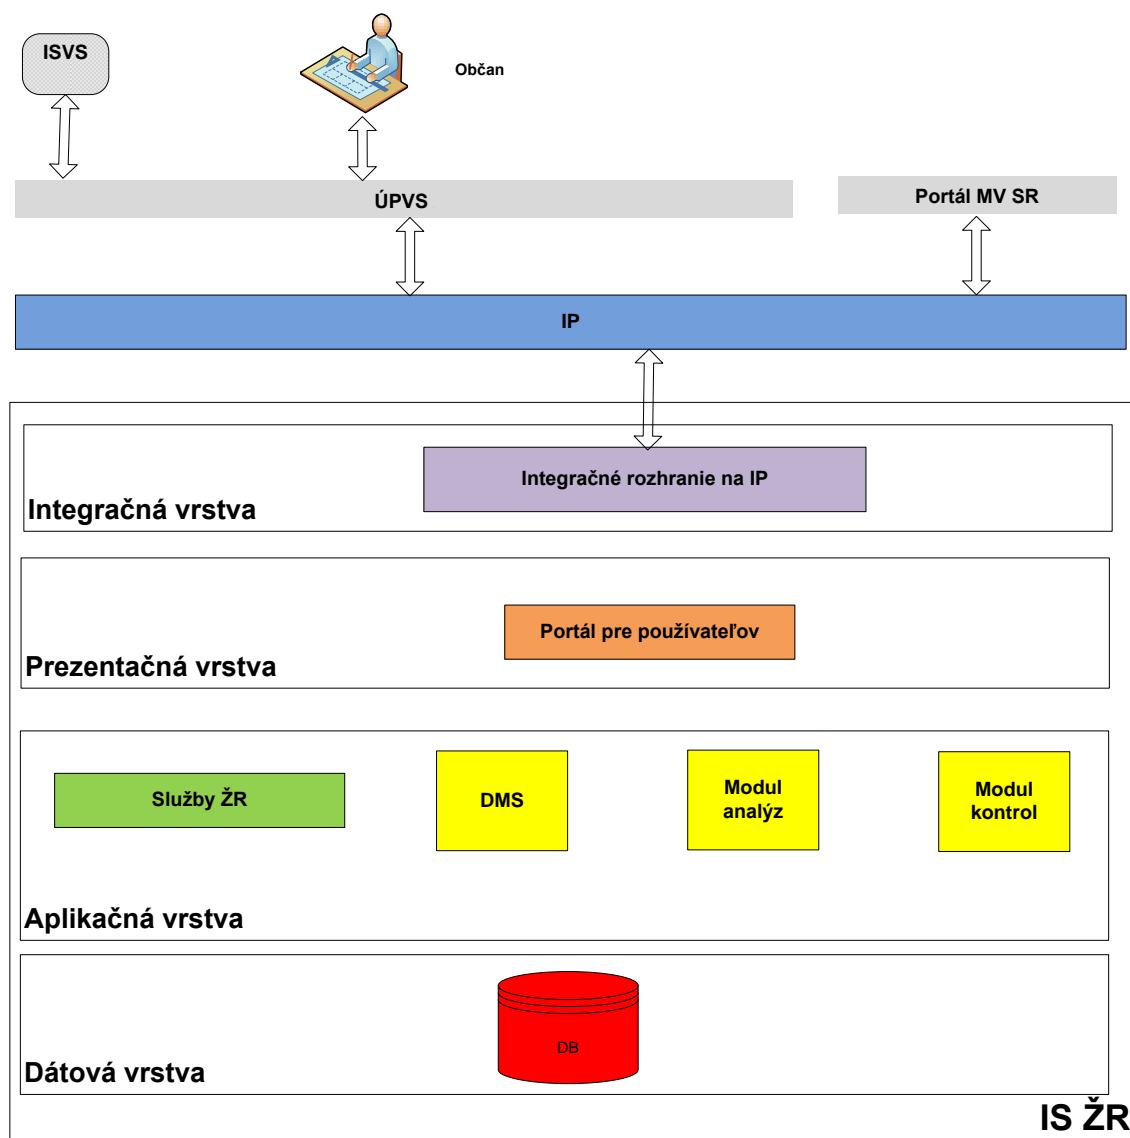 ISVS
Občan
ÚPVS
Portál MV SR
IP
Integračné rozhranie na IP
Integračná vrstva
Portál pre používateľov
Prezentačná vrstva
Služby ŽR
DMS
Modul
analýz
Modul
kontrol
Aplikačná vrstva
DB
Dátová vrstva
IS ŽR